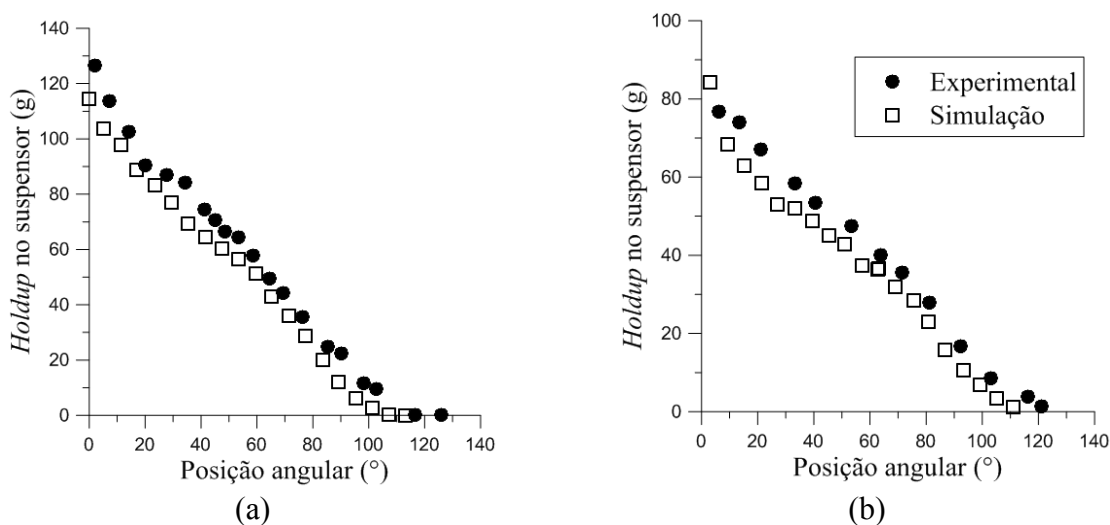 140
120
100
80
60
40
20
0
Holdup no suspensor (g)
0 20 40 60 80 100 120 140
Posição angular (°)
(a)
100
80
60
40
20
0
Holdup no suspensor (g)
Experimental
Simulação
0 20 40 60 80 100 120 140
Posição angular (°)
(b)